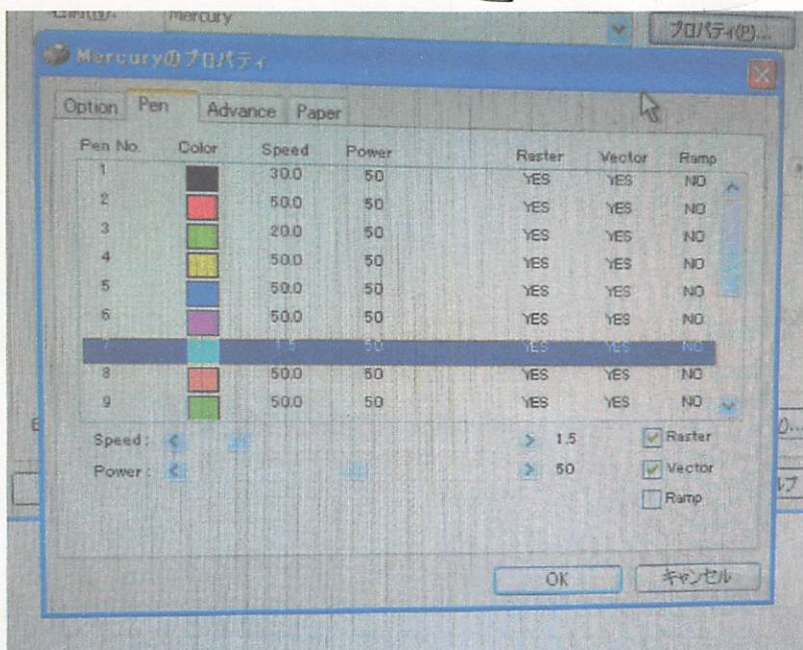 Mercury
プロパティ(P)...
Mercuryのプロパティ
Option Pen Advance Paper
Pen No. Color Speed Power Raster Vector Ramp
1 30.0 50 YES YES NO
2 50.0 50 YES YES NO
3 20.0 50 YES YES NO
4 50.0 50 YES YES NO
5 50.0 50 YES YES NO
6 50.0 50 YES YES NO
7 1.5 50 YES YES NO
8 50.0 50 YES YES NO
9 50.0 50 YES YES NO
Speed : < > 1.5 Raster
Power : < > 50 Vector
Ramp
OK キャンセル